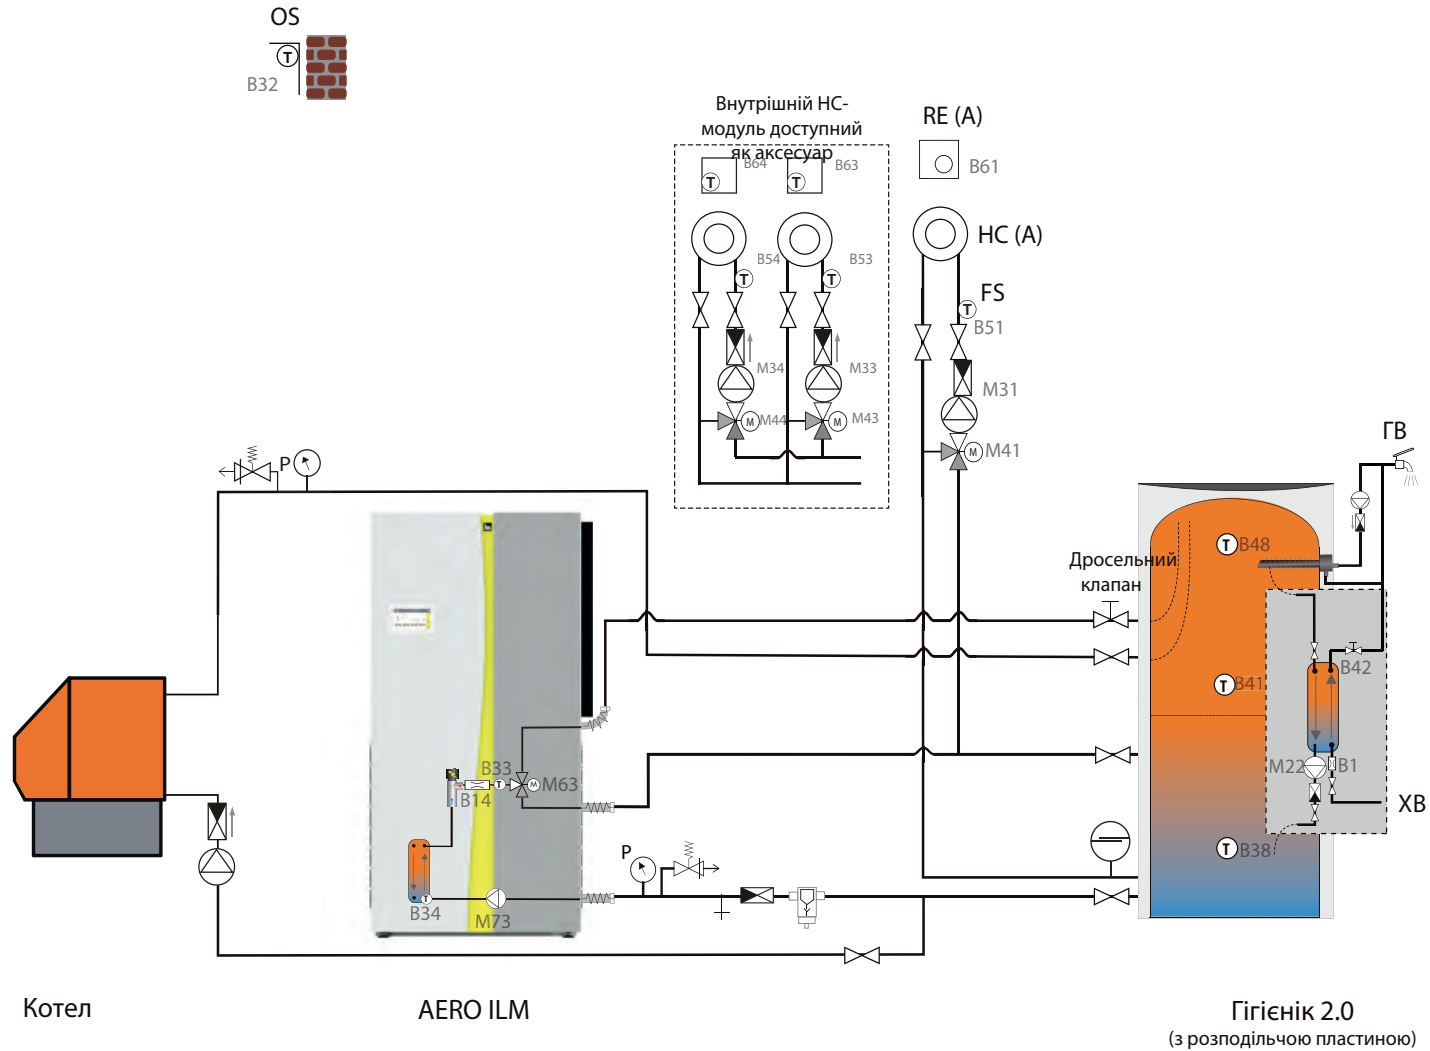 OS
T
B32
Внутрішній НС-
модуль доступний
як аксесуар
B64
B63
T
T
RE (A)
B61
HC (A)
B54
B53
T
T
FS
T
B51
M34
M33
M31
M
M44
M
M43
M
M41
P
ГВ
T
B48
Дросельний
клапан
T
B41
B42
B33
T
M
M63
B14
M22
B1
ХВ
P
T
B38
T
B34
M73
Котел
AERO ILM
Гігієнік 2.0
(з розподільчою пластиною)